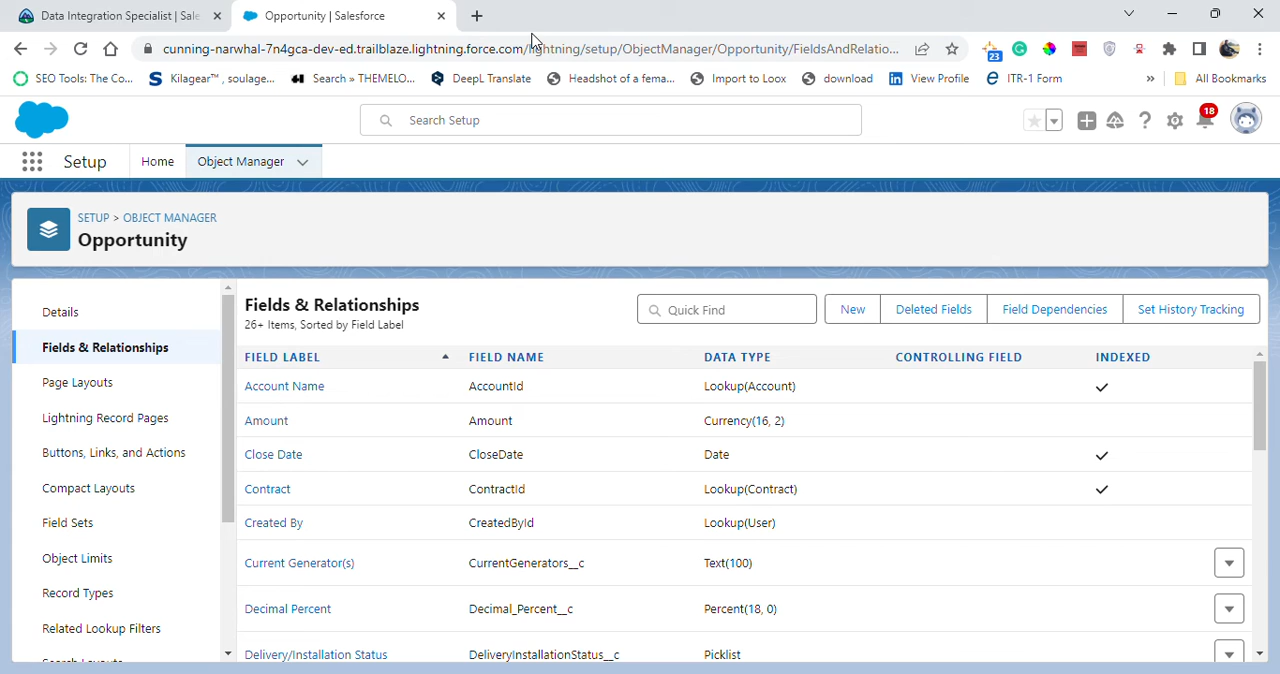 Data Integration Specialist | Sale
Opportunity | Salesforce
cunning-narwhal-7n4gca-dev-ed.trailblaze.lightning.force.com/lightning/setup/ObjectManager/Opportunity/FieldsAndRelatio...
23
SEO Tools: The Co...
Kilagear™ , soulage...
Search » THEMELO...
DeepL Translate
Headshot of a fema...
Import to Loox
download
View Profile
ITR-1 Form
»
All Bookmarks
Search Setup
18
Setup
Home
Object Manager
SETUP > OBJECT MANAGER
Opportunity
Details
Fields & Relationships
Page Layouts
Lightning Record Pages
Buttons, Links, and Actions
Compact Layouts
Field Sets
Object Limits
Record Types
Related Lookup Filters
Search Layouts
Fields & Relationships
26+ Items, Sorted by Field Label
Quick Find
New
Deleted Fields
Field Dependencies
Set History Tracking
FIELD LABEL FIELD NAME DATA TYPE CONTROLLING FIELD INDEXED
Account Name AccountId Lookup(Account)
Amount Amount Currency(16, 2)
Close Date CloseDate Date
Contract ContractId Lookup(Contract)
Created By CreatedById Lookup(User)
Current Generator(s) CurrentGenerators__c Text(100)
Decimal Percent Decimal_Percent__c Percent(18, 0)
Delivery/Installation Status DeliveryInstallationStatus__c Picklist